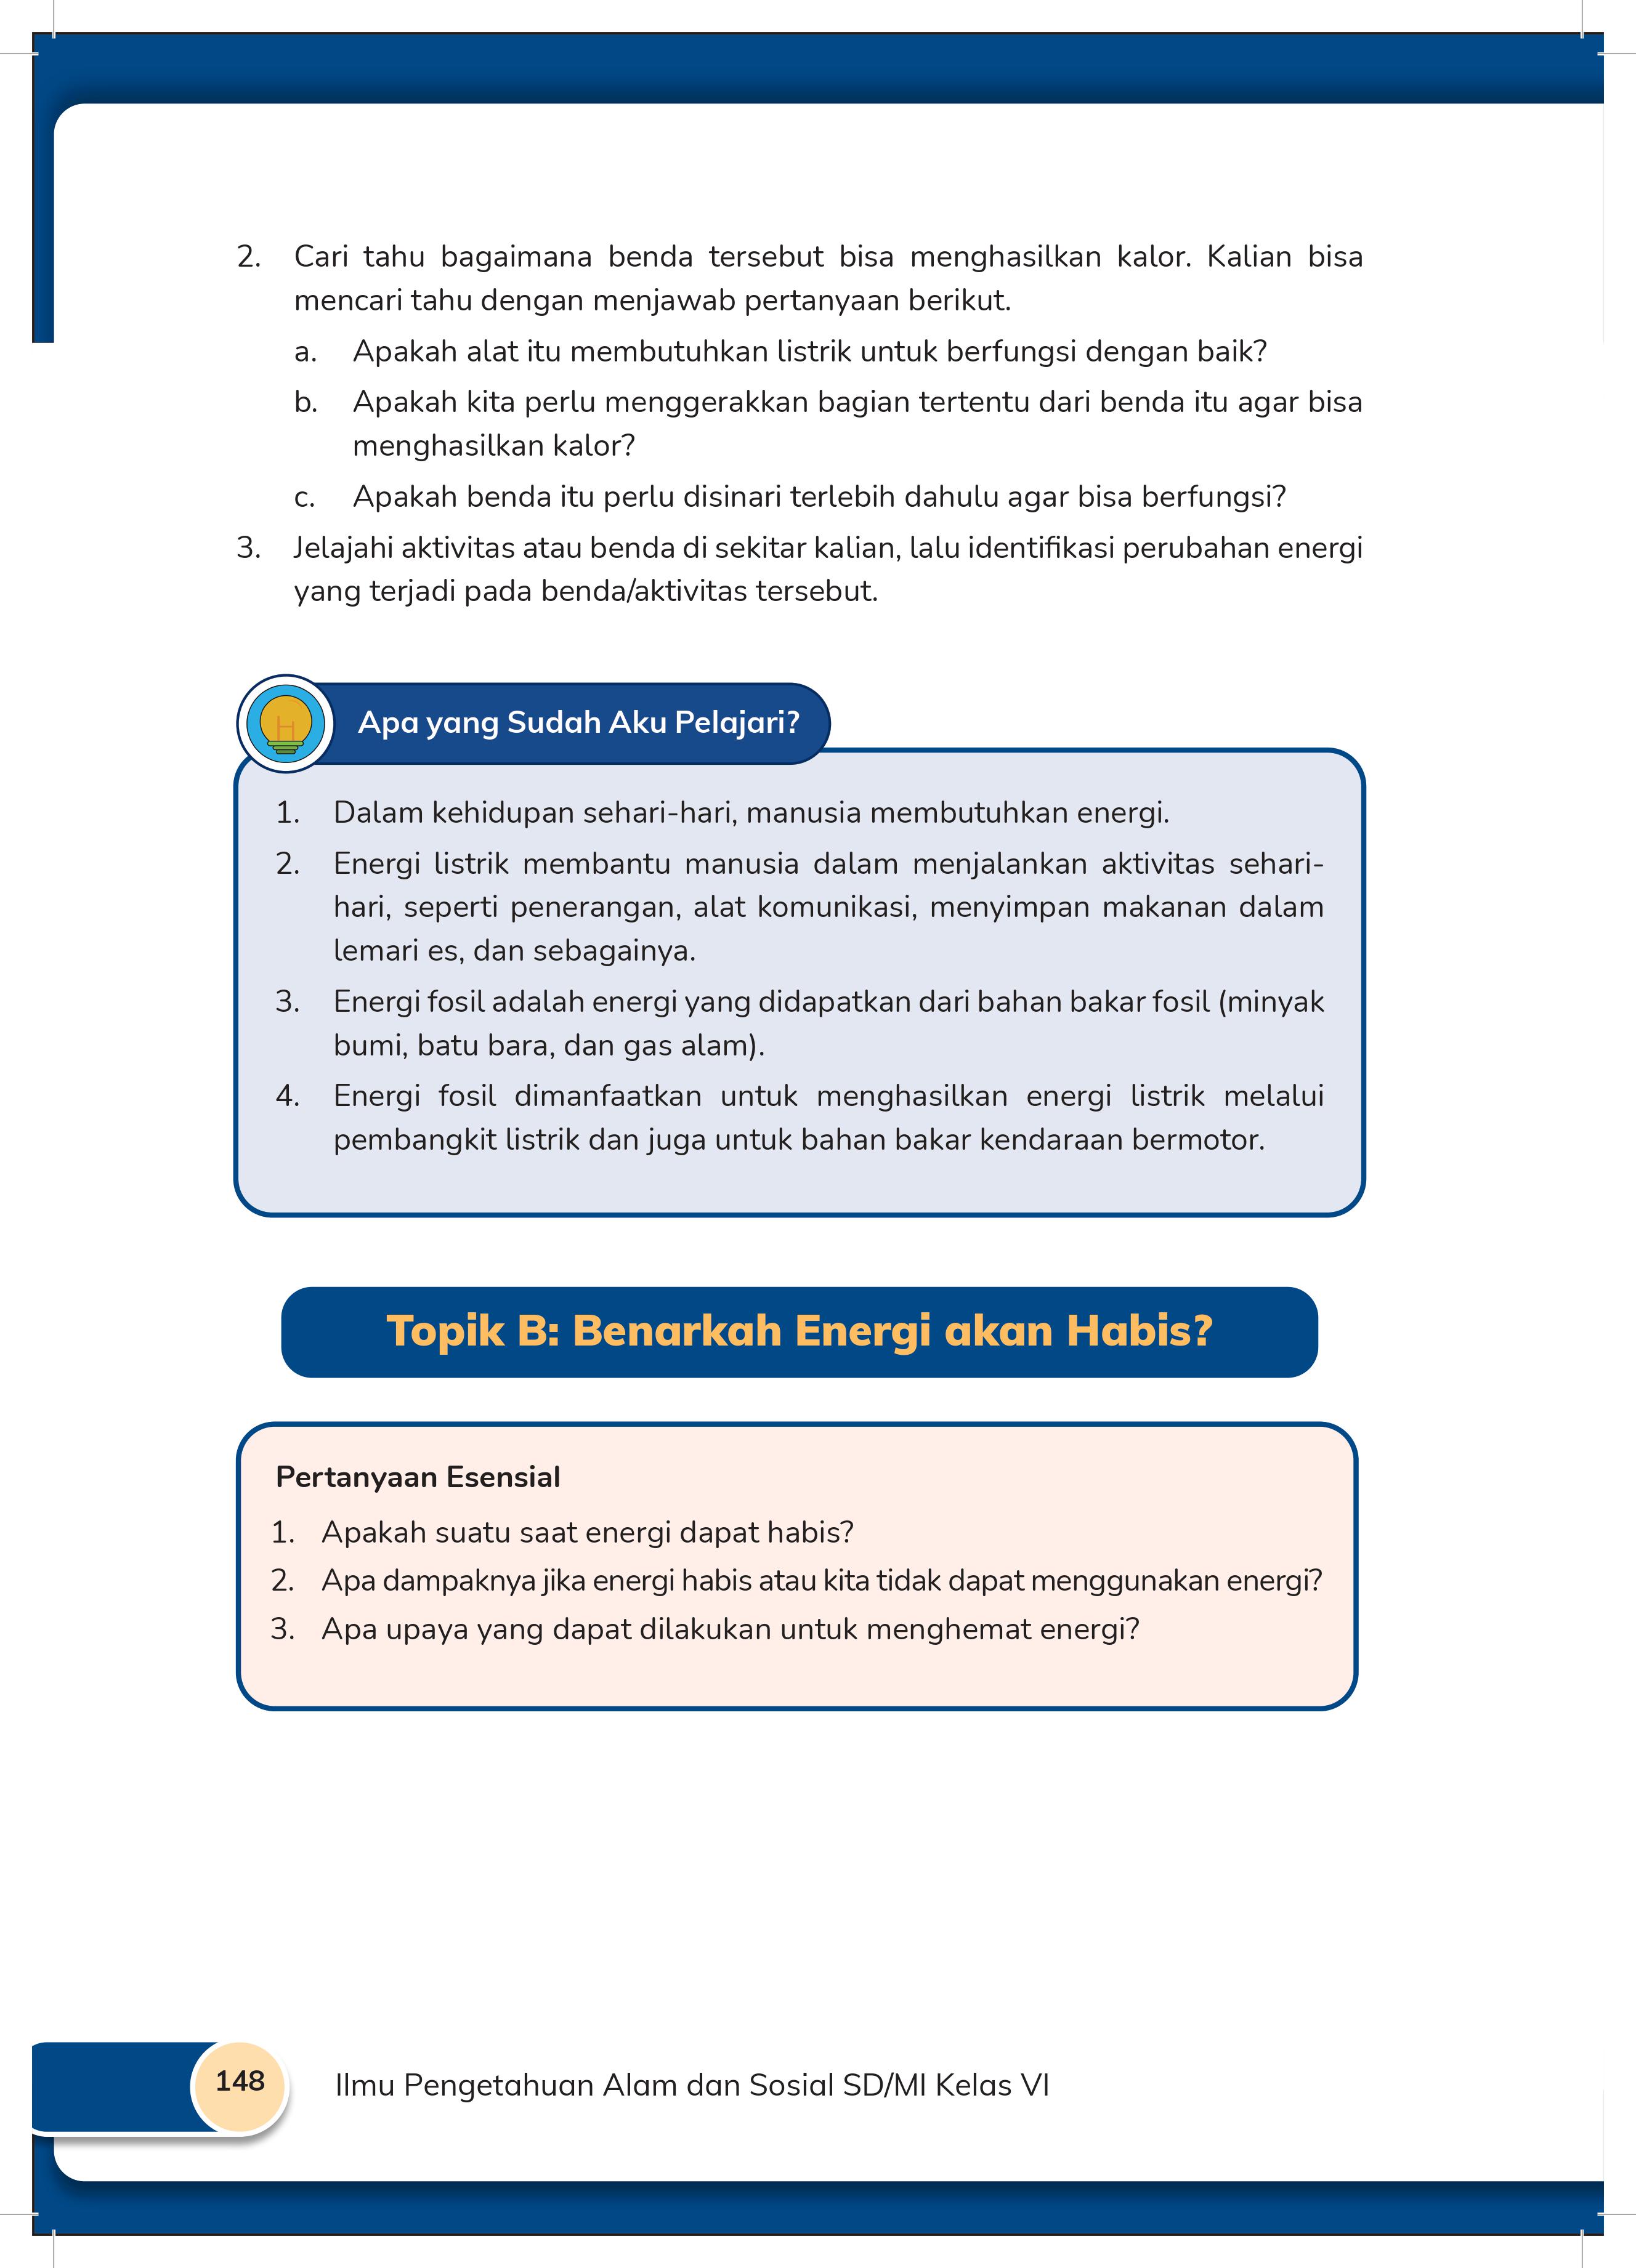 2. Cari tahu bagaimana benda tersebut bisa menghasilkan kalor. Kalian bisa
mencari tahu dengan menjawab pertanyaan berikut.
a. Apakah alat itu membutuhkan listrik untuk berfungsi dengan baik?
b. Apakah kita perlu menggerakkan bagian tertentu dari benda itu agar bisa
menghasilkan kalor?
c. Apakah benda itu perlu disinari terlebih dahulu agar bisa berfungsi?
3. Jelajahi aktivitas atau benda di sekitar kalian, lalu identifikasi perubahan energi
yang terjadi pada benda/aktivitas tersebut.
Apa yang Sudah Aku Pelajari?
1. Dalam kehidupan sehari-hari, manusia membutuhkan energi.
2. Energi listrik membantu manusia dalam menjalankan aktivitas sehari-
hari, seperti penerangan, alat komunikasi, menyimpan makanan dalam
lemari es, dan sebagainya.
3. Energi fosil adalah energi yang didapatkan dari bahan bakar fosil (minyak
bumi, batu bara, dan gas alam).
4. Energi fosil dimanfaatkan untuk menghasilkan energi listrik melalui
pembangkit listrik dan juga untuk bahan bakar kendaraan bermotor.
Topik B: Benarkah Energi akan Habis?
Pertanyaan Esensial
1. Apakah suatu saat energi dapat habis?
2. Apa dampaknya jika energi habis atau kita tidak dapat menggunakan energi?
3. Apa upaya yang dapat dilakukan untuk menghemat energi?
148 Ilmu Pengetahuan Alam dan Sosial SD/MI Kelas VI